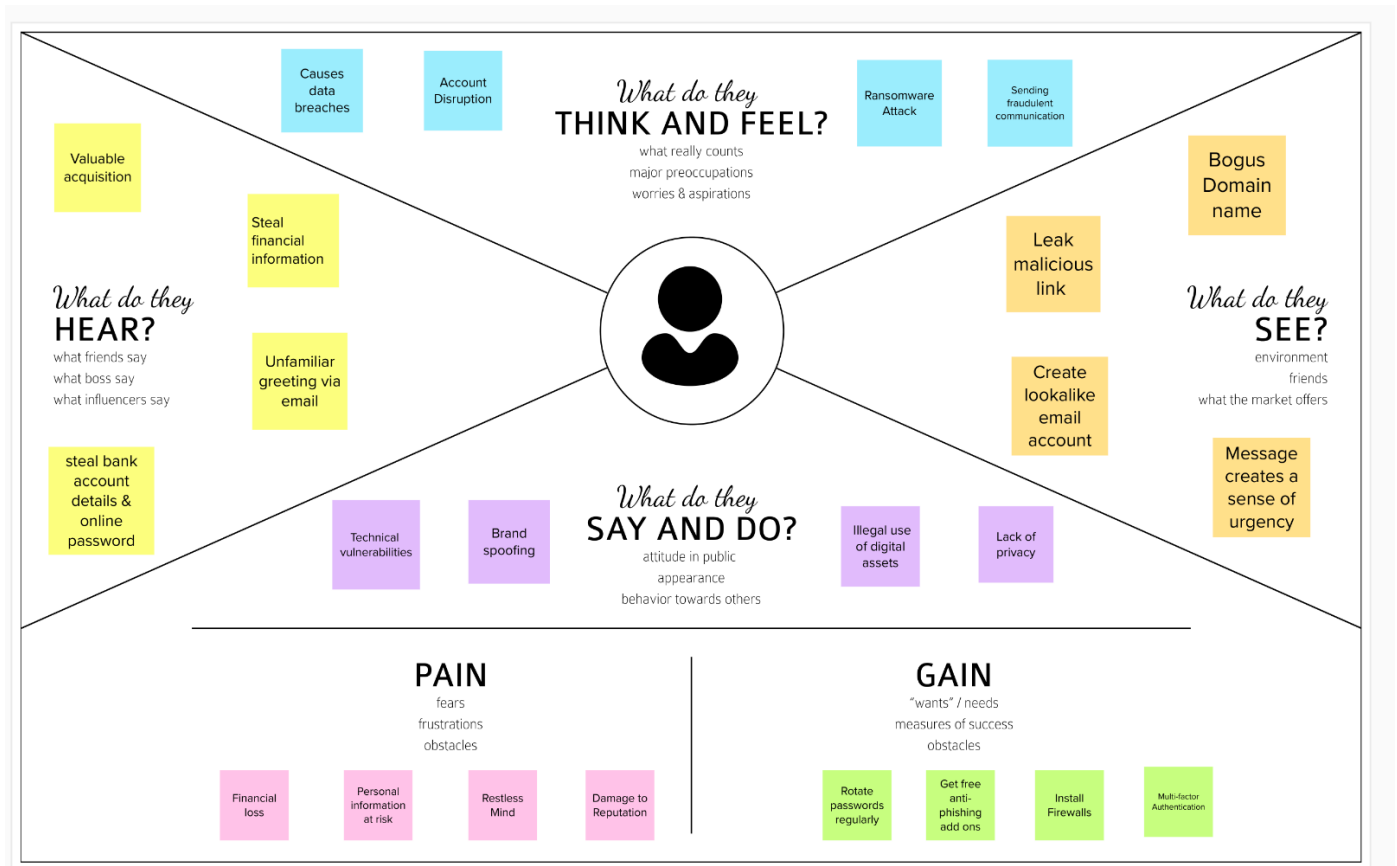 Causes
data
breaches
Account
Disruption
What do they
THINK AND FEEL?
what really counts
major preoccupations
worries & aspirations
Ransomware
Attack
Sending
fraudulent
communication
Valuable
acquisition
Steal
financial
information
What do they
HEAR?
what friends say
what boss say
what influencers say
Unfamiliar
greeting via
email
steal bank
account
details &
online
password
Bogus
Domain
name
Leak
malicious
link
What do they
SEE?
environment
friends
what the market offers
Create
lookalike
email
account
Message
creates a
sense of
urgency
Technical
vulnerabilities
Brand
spoofing
What do they
SAY AND DO?
attitude in public
appearance
behavior towards others
Illegal use
of digital
assets
Lack of
privacy
PAIN
fears
frustrations
obstacles
Financial
loss
Personal
information
at risk
Restless
Mind
Damage to
Reputation
GAIN
“wants” / needs
measures of success
obstacles
Rotate
passwords
regularly
Get free
anti-
phishing
add ons
Install
Firewalls
Multi-factor
Authentication